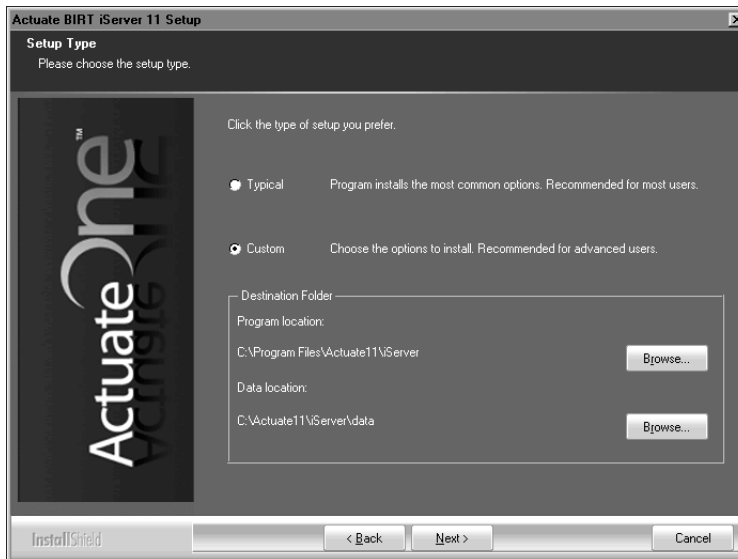 Actuate BIRT iServer 11 Setup
Setup Type
Please choose the setup type.
ActuateOne™
Click the type of setup you prefer.
Typical Program installs the most common options. Recommended for most users.
Custom Choose the options to install. Recommended for advanced users.
Destination Folder
Program location:
C:\Program Files\Actuate11\iServer
Browse...
Data location:
C:\Actuate11\iServer\data
Browse...
InstallShield
< Back
Next >
Cancel